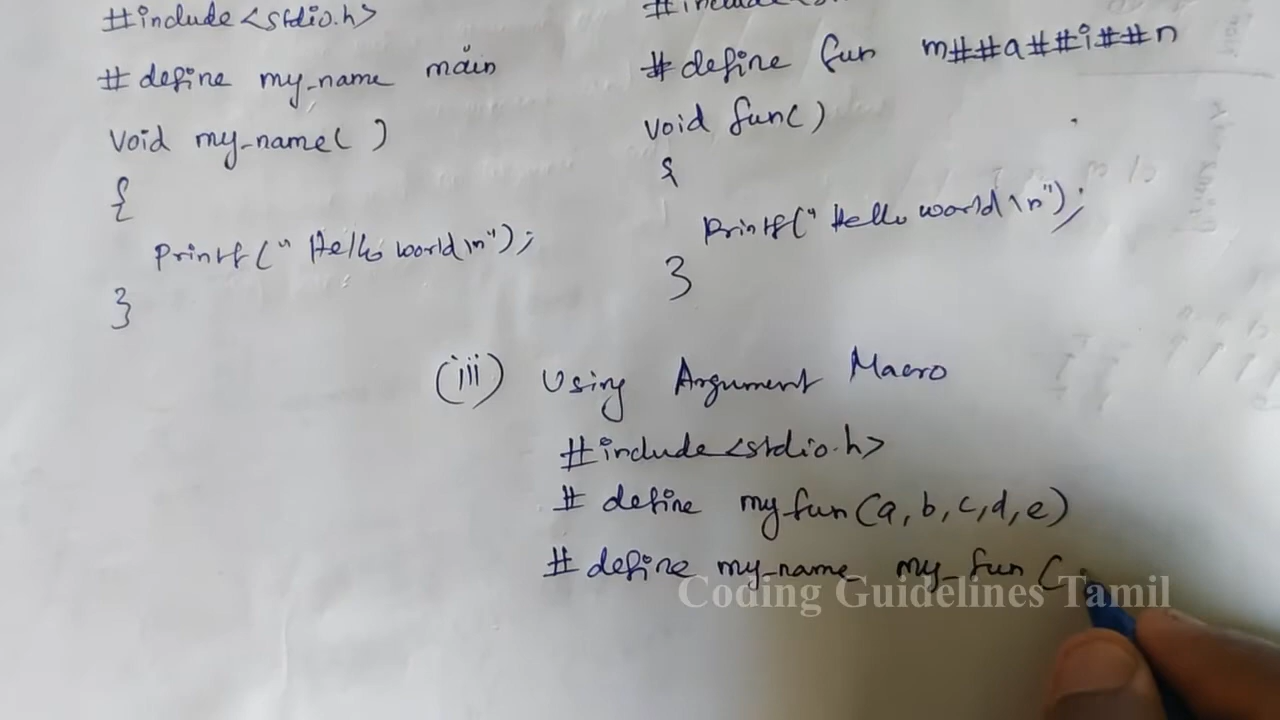 #include<stdio.h>
# define my_name main
void my_name( )
{
printf(" Hello world\n");
}
# define fun m##a##i##n
void fun( )
{
printf(" Hello world\n");
}
(iii) Using Argument Macro
#include<stdio.h>
# define myfun(a, b, c, d, e)
# define my_name my_fun (
Coding Guidelines Tamil